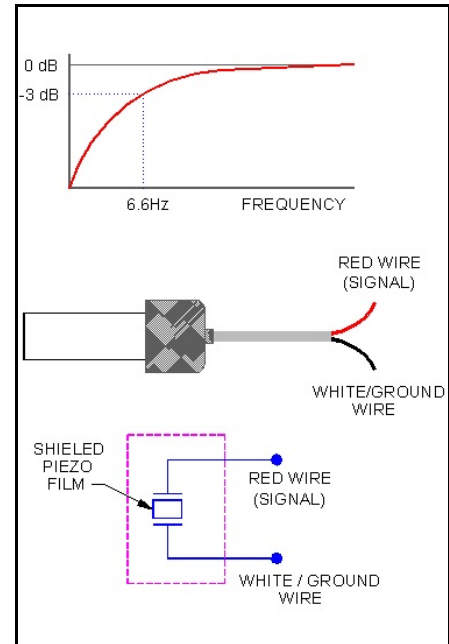 0 dB
-3 dB
6.6Hz
FREQUENCY
RED WIRE
(SIGNAL)
WHITE/GROUND
WIRE
SHIELED
PIEZO
FILM
RED WIRE
(SIGNAL)
WHITE / GROUND
WIRE